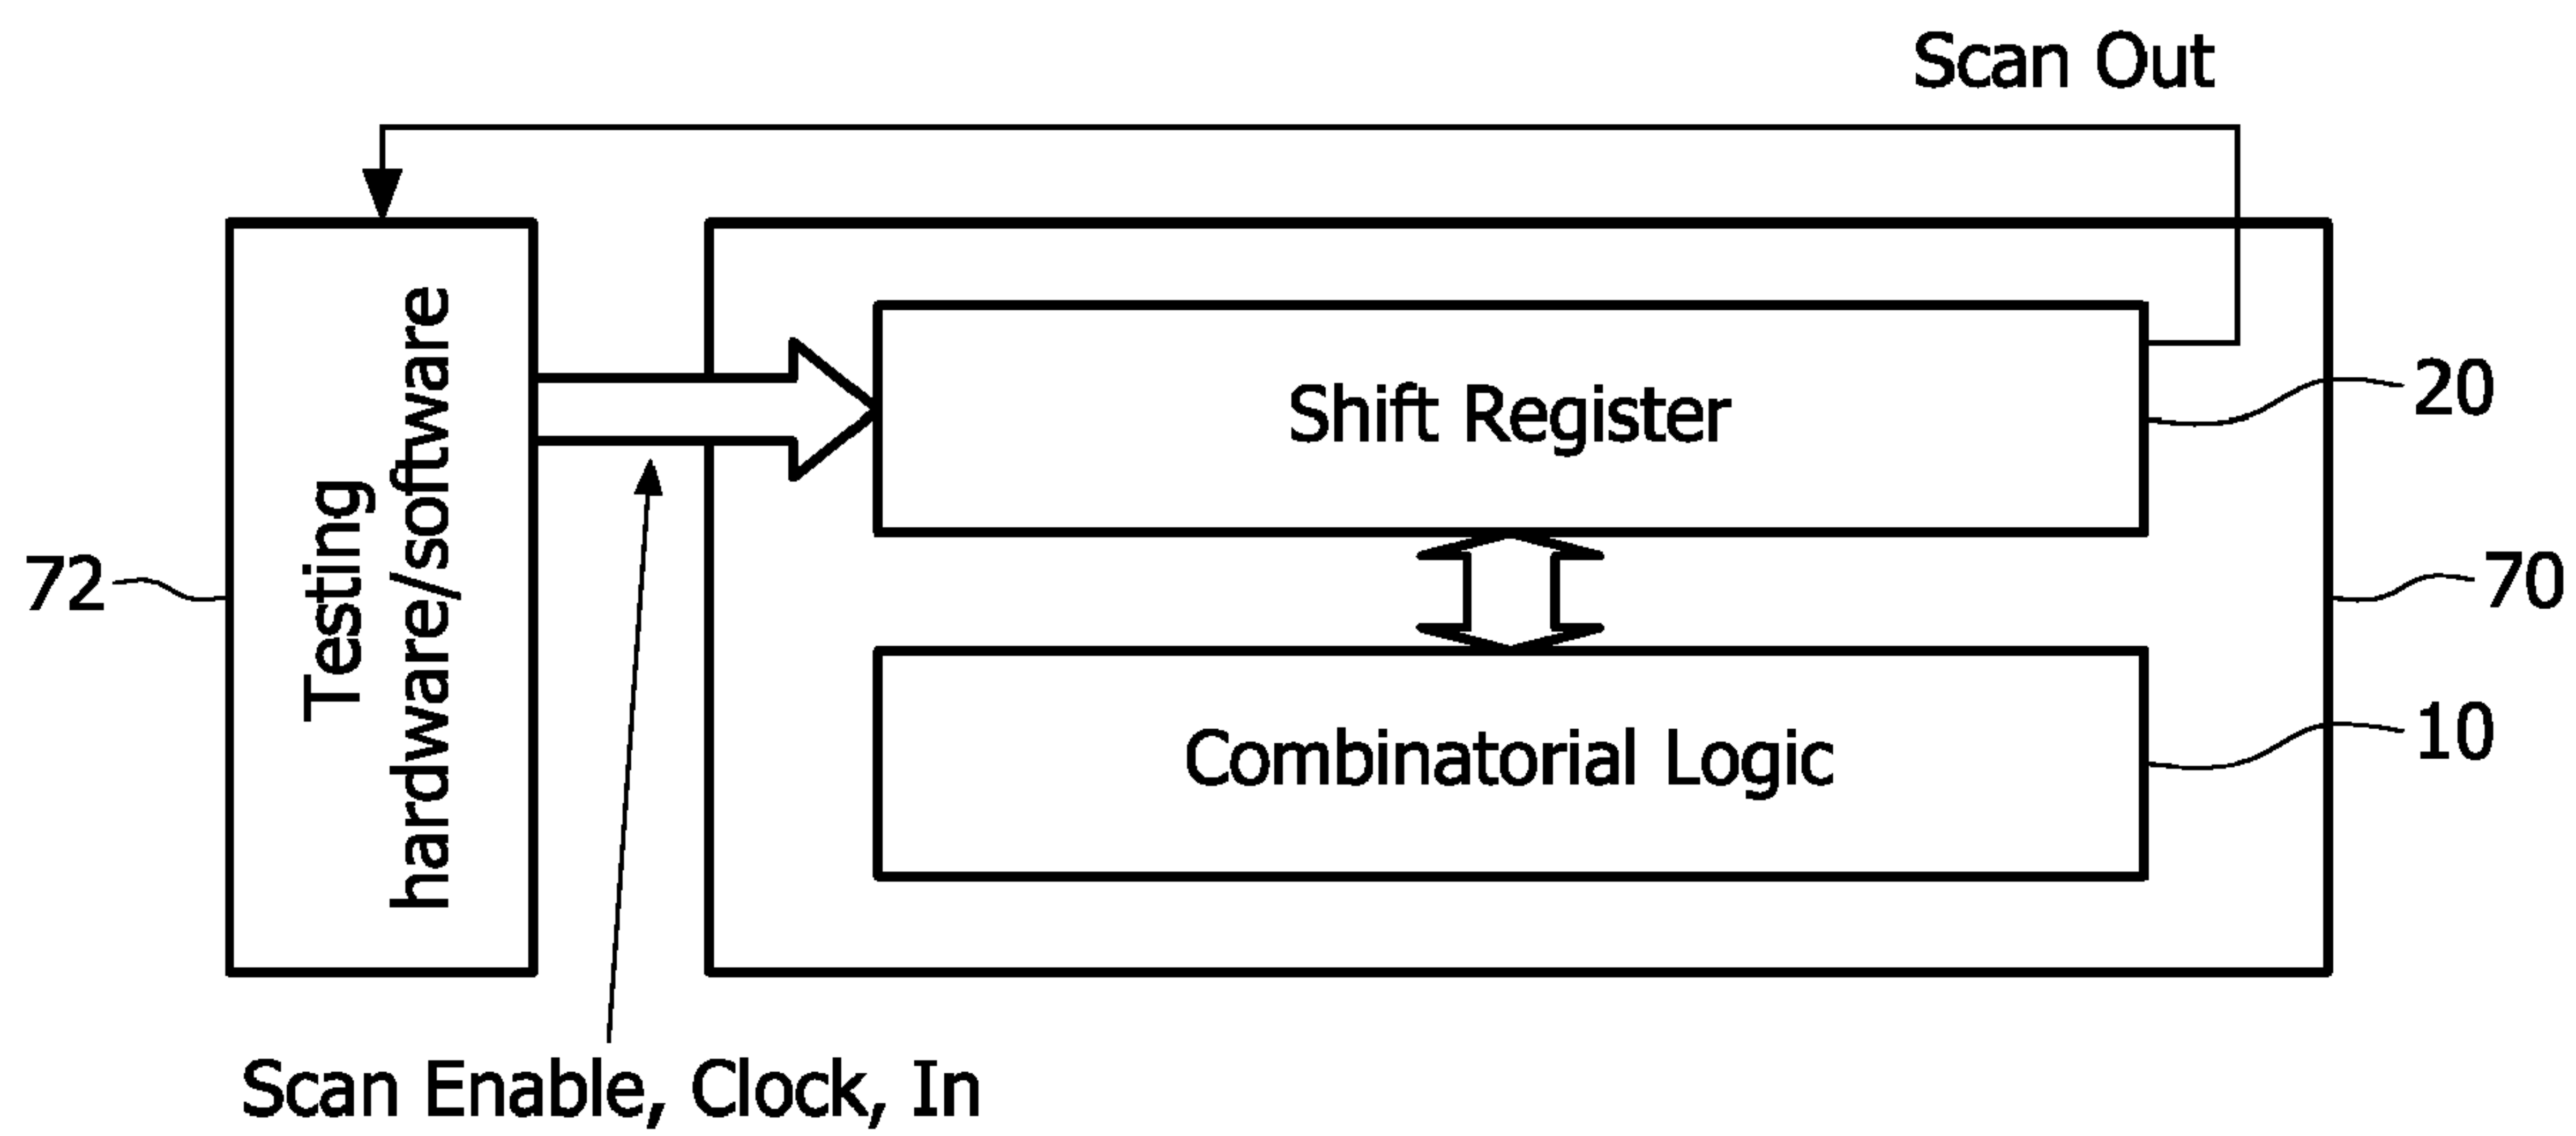 Scan Out
Shift Register
20
Testing
hardware/software
72
70
Combinatorial Logic
10
Scan Enable, Clock, In